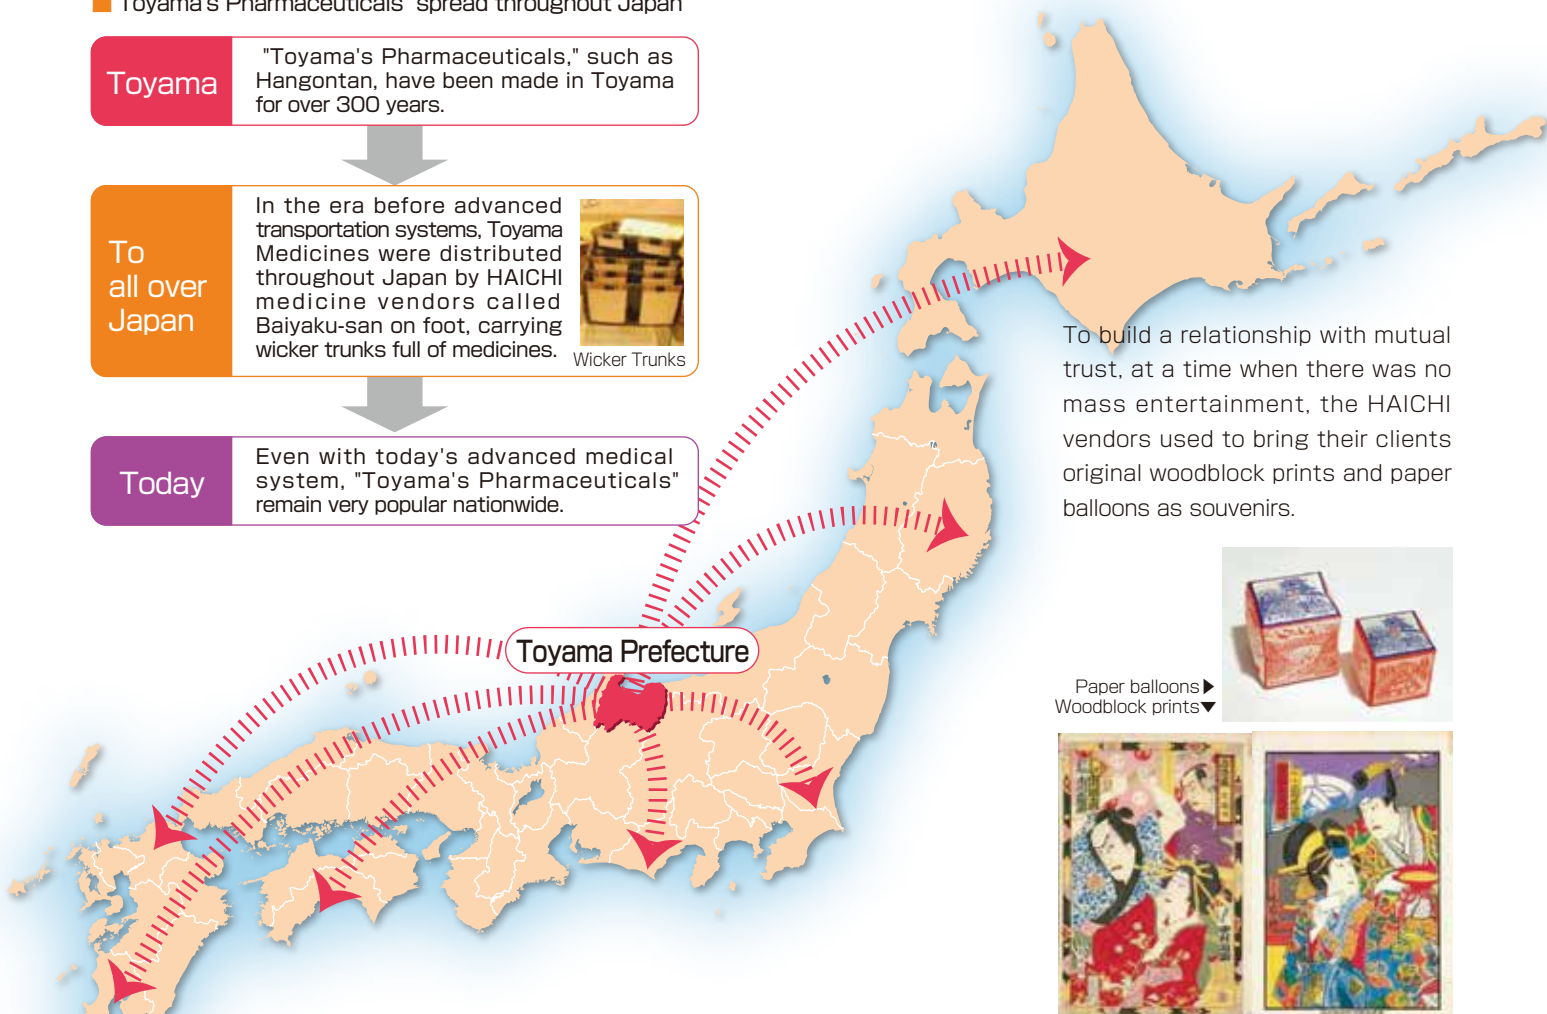 ■ Toyama's Pharmaceuticals" spread throughout Japan
Toyama
"Toyama's Pharmaceuticals," such as
Hangontan, have been made in Toyama
for over 300 years.
To
all over
Japan
In the era before advanced
transportation systems, Toyama
Medicines were distributed
throughout Japan by HAICHI
medicine vendors called
Baiyaku-san on foot, carrying
wicker trunks full of medicines.
Wicker Trunks
Today
Even with today's advanced medical
system, "Toyama's Pharmaceuticals"
remain very popular nationwide.
To build a relationship with mutual
trust, at a time when there was no
mass entertainment, the HAICHI
vendors used to bring their clients
original woodblock prints and paper
balloons as souvenirs.
Toyama Prefecture
Paper balloons▶
Woodblock prints▼